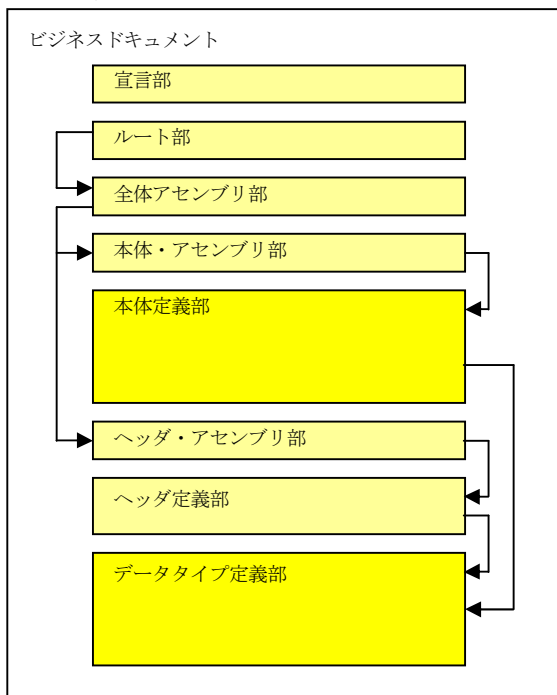 ビジネスドキュメント
宣言部
ルート部
全体アセンブリ部
本体・アセンブリ部
本体定義部
ヘッダ・アセンブリ部
ヘッダ定義部
データタイプ定義部